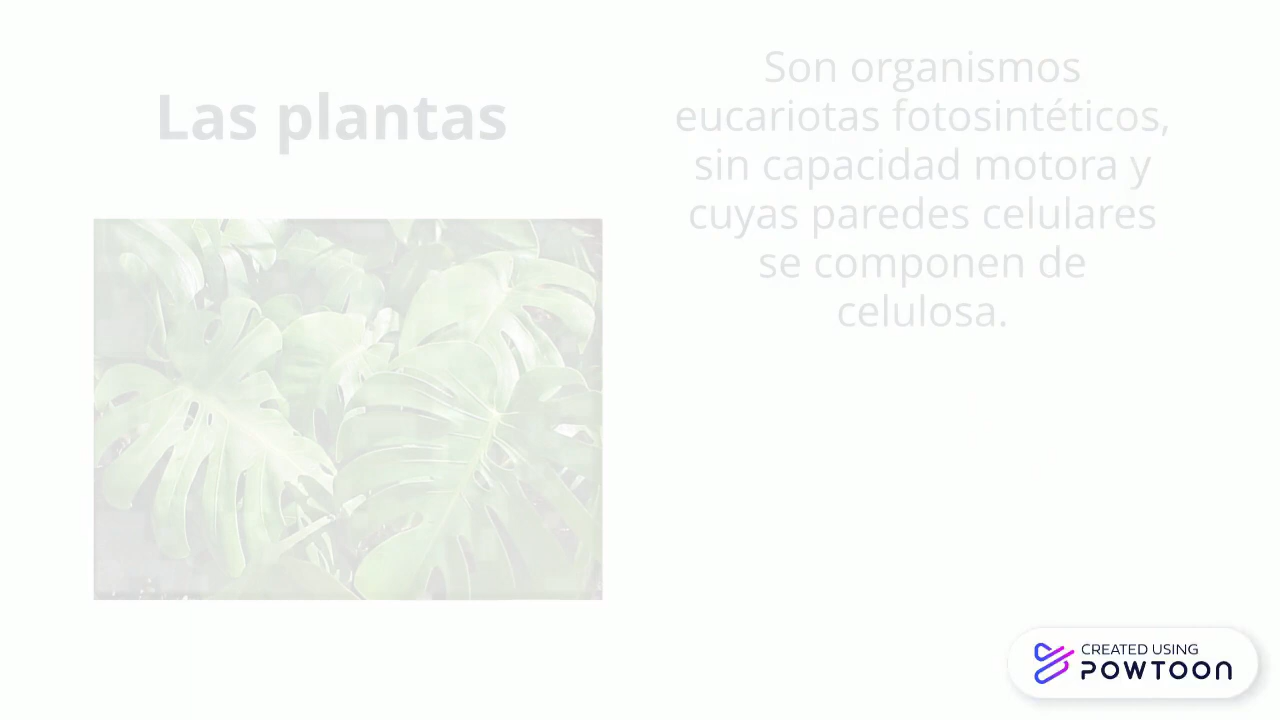 Las plantas
Son organismos
eucariotas fotosintéticos,
sin capacidad motora y
cuyas paredes celulares
se componen de
celulosa.
CREATED USING
POWTOON